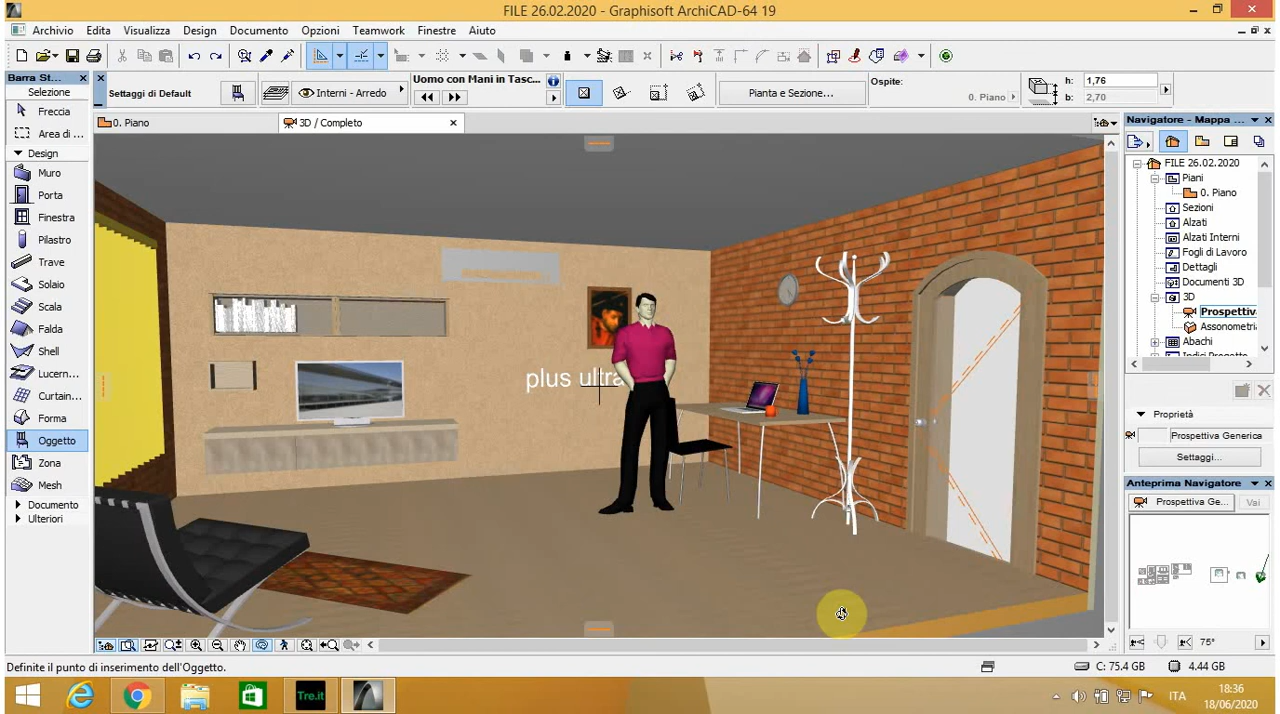 FILE 26.02.2020 - Graphisoft ArchiCAD-64 19
Archivio Edita Visualizza Design Documento Opzioni Teamwork Finestre Aiuto
Barra St...
Selezione
Freccia
Area di ...
Design
Muro
Porta
Finestra
Pilastro
Trave
Solaio
Scala
Falda
Shell
Lucern...
Curtain...
Forma
Oggetto
Zona
Mesh
Documento
Ulteriori
Settaggi di Default
Interni - Arredo
Uomo con Mani in Tasc...
Pianta e Sezione...
Ospite:
0. Piano
h: 1,76
b: 2,70
0. Piano
3D / Completo
plus ultra
Navigatore - Mappa ...
FILE 26.02.2020
Piani
0. Piano
Sezioni
Alzati
Alzati Interni
Fogli di Lavoro
Dettagli
Documenti 3D
3D
Prospettiv
Assonometri
Abachi
Proprietà
Prospettiva Generica
Settaggi...
Anteprima Navigatore
Prospettiva Ge...
Vai
75°
Definite il punto di inserimento dell'Oggetto.
C: 75.4 GB
4.44 GB
Tre.it
ITA
18:36
18/06/2020